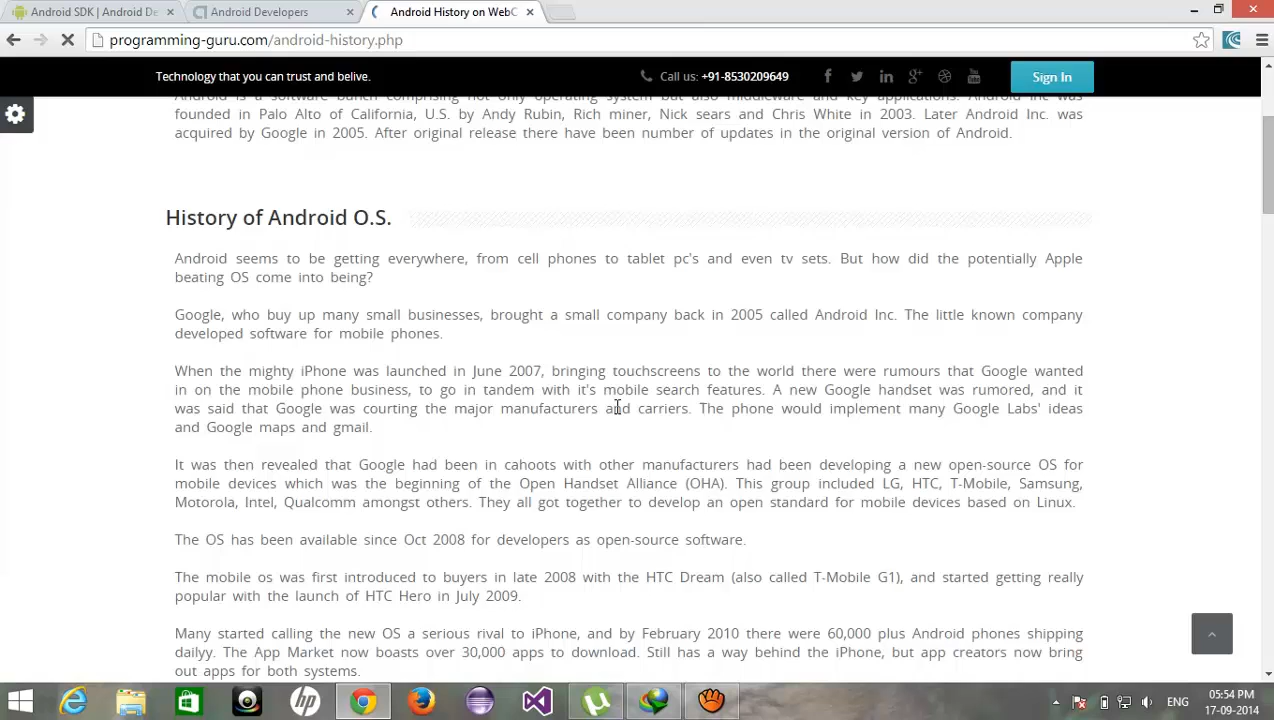 Android SDK | Android De
Android Developers
Android History on WebC
programming-guru.com/android-history.php
Technology that you can trust and belive.
Call us: +91-8530209649
Sign In
Android is a software bunch comprising not only operating system but also middleware and key applications. Android Inc was
founded in Palo Alto of California, U.S. by Andy Rubin, Rich miner, Nick sears and Chris White in 2003. Later Android Inc. was
acquired by Google in 2005. After original release there have been number of updates in the original version of Android.
History of Android O.S.
Android seems to be getting everywhere, from cell phones to tablet pc's and even tv sets. But how did the potentially Apple
beating OS come into being?
Google, who buy up many small businesses, brought a small company back in 2005 called Android Inc. The little known company
developed software for mobile phones.
When the mighty iPhone was launched in June 2007, bringing touchscreens to the world there were rumours that Google wanted
in on the mobile phone business, to go in tandem with it's mobile search features. A new Google handset was rumored, and it
was said that Google was courting the major manufacturers and carriers. The phone would implement many Google Labs' ideas
and Google maps and gmail.
It was then revealed that Google had been in cahoots with other manufacturers had been developing a new open-source OS for
mobile devices which was the beginning of the Open Handset Alliance (OHA). This group included LG, HTC, T-Mobile, Samsung,
Motorola, Intel, Qualcomm amongst others. They all got together to develop an open standard for mobile devices based on Linux.
The OS has been available since Oct 2008 for developers as open-source software.
The mobile os was first introduced to buyers in late 2008 with the HTC Dream (also called T-Mobile G1), and started getting really
popular with the launch of HTC Hero in July 2009.
Many started calling the new OS a serious rival to iPhone, and by February 2010 there were 60,000 plus Android phones shipping
dailyy. The App Market now boasts over 30,000 apps to download. Still has a way behind the iPhone, but app creators now bring
out apps for both systems.
ENG
05:54 PM
17-09-2014